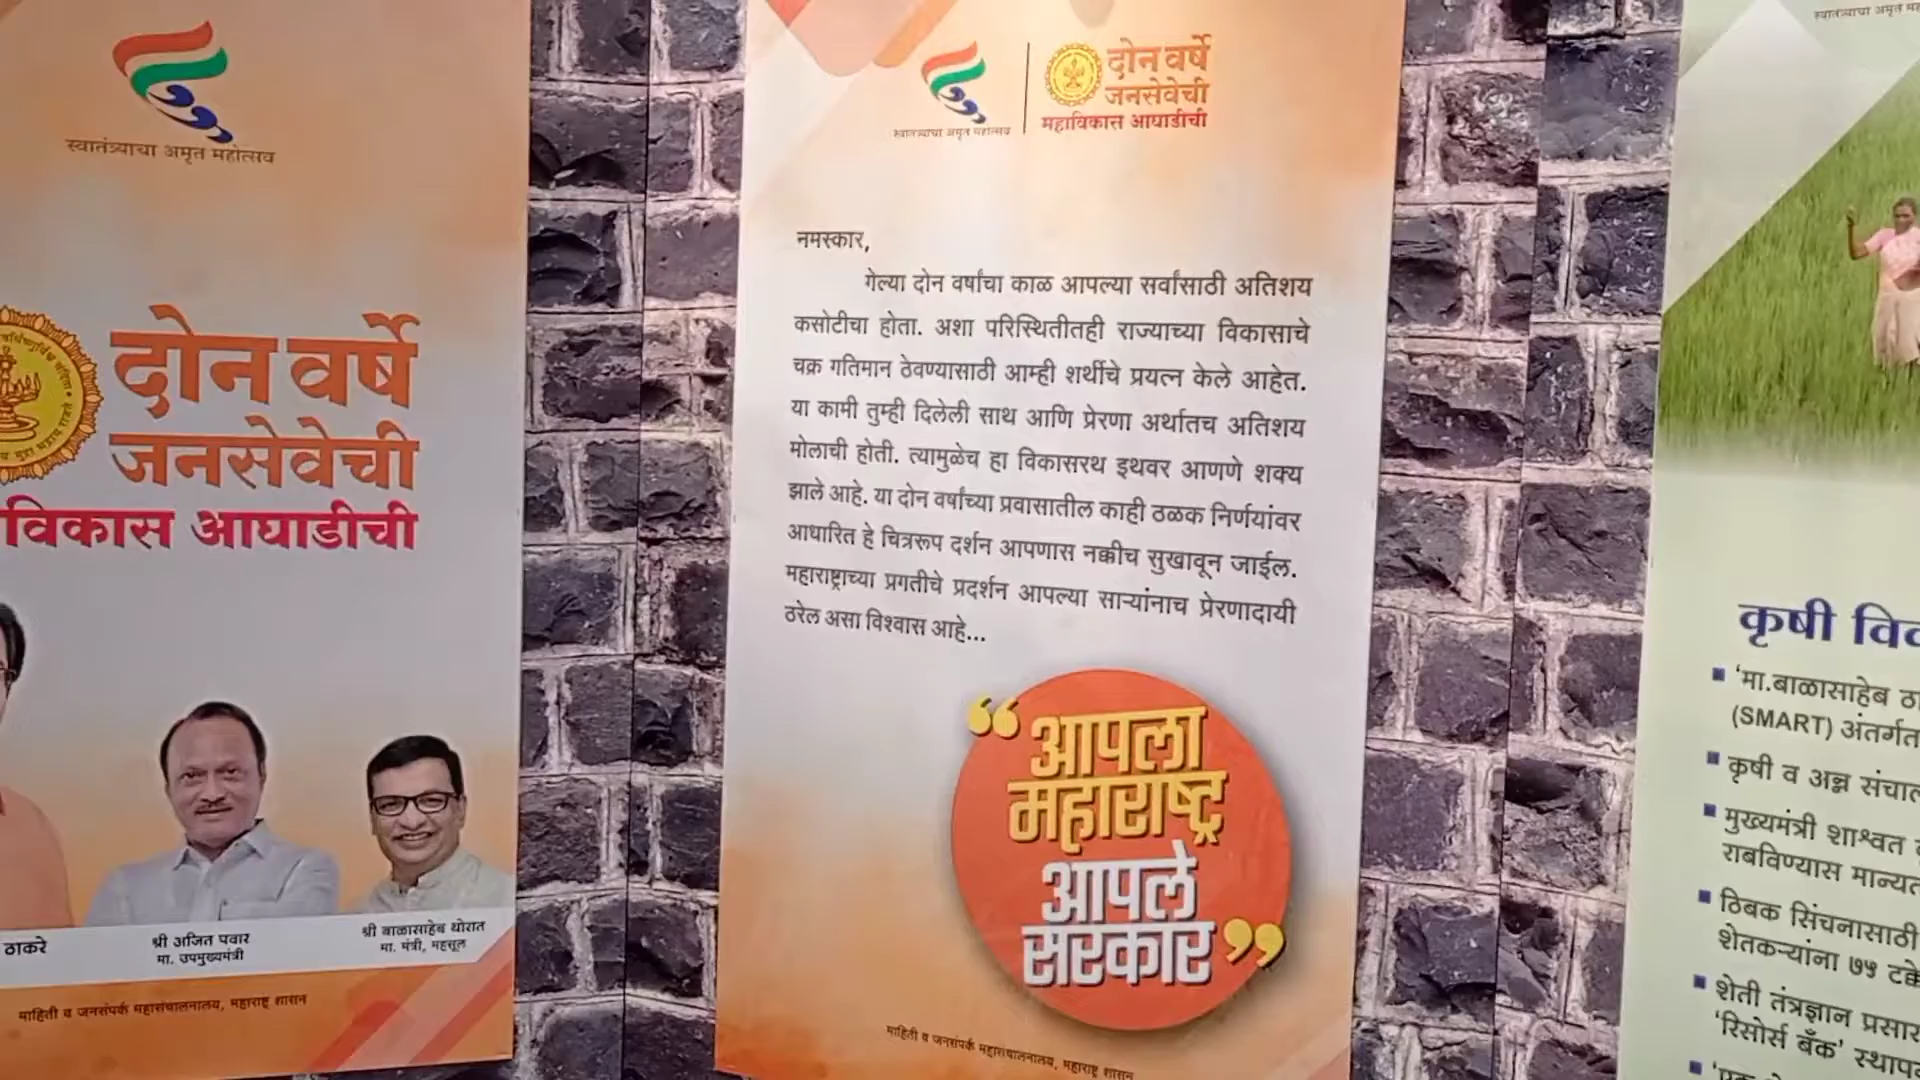 स्वातंत्र्याचा अमृत महोत्सव
दोन वर्षे
जनसेवेची
विकास आघाडीची
ठाकरे
श्री अजित पवार
मा. उपमुख्यमंत्री
श्री बाळासाहेब थोरात
मा. मंत्री, महसूल
माहिती व जनसंपर्क महासंचालनालय, महाराष्ट्र शासन
स्वातंत्र्याचा अमृत महोत्सव
दोन वर्षे
जनसेवेची
महाविकास आघाडीची
नमस्कार,
गेल्या दोन वर्षांचा काळ आपल्या सर्वांसाठी अतिशय
कसोटीचा होता. अशा परिस्थितीतही राज्याच्या विकासाचे
चक्र गतिमान ठेवण्यासाठी आम्ही शर्थीचे प्रयत्न केले आहेत.
या कामी तुम्ही दिलेली साथ आणि प्रेरणा अर्थातच अतिशय
मोलाची होती. त्यामुळेच हा विकासरथ इथवर आणणे शक्य
झाले आहे. या दोन वर्षांच्या प्रवासातील काही ठळक निर्णयांवर
आधारित हे चित्ररूप दर्शन आपणास नक्कीच सुखावून जाईल.
महाराष्ट्राच्या प्रगतीचे प्रदर्शन आपल्या साऱ्यांनाच प्रेरणादायी
ठरेल असा विश्वास आहे...
“आपला
महाराष्ट्र
आपले
सरकार”
माहिती व जनसंपर्क महासंचालनालय, महाराष्ट्र शासन
स्वातंत्र्याचा अमृत
कृषी
'मा.बाळासाहेब
(SMART) अंतर्गत
कृषी व अन्न
मुख्यमंत्री शाश्वत
राबविण्यास
ठिबक सिंचनासाठी
शेतकऱ्यांना ७५
शेती तंत्रज्ञान
'रिसोर्स बँक'